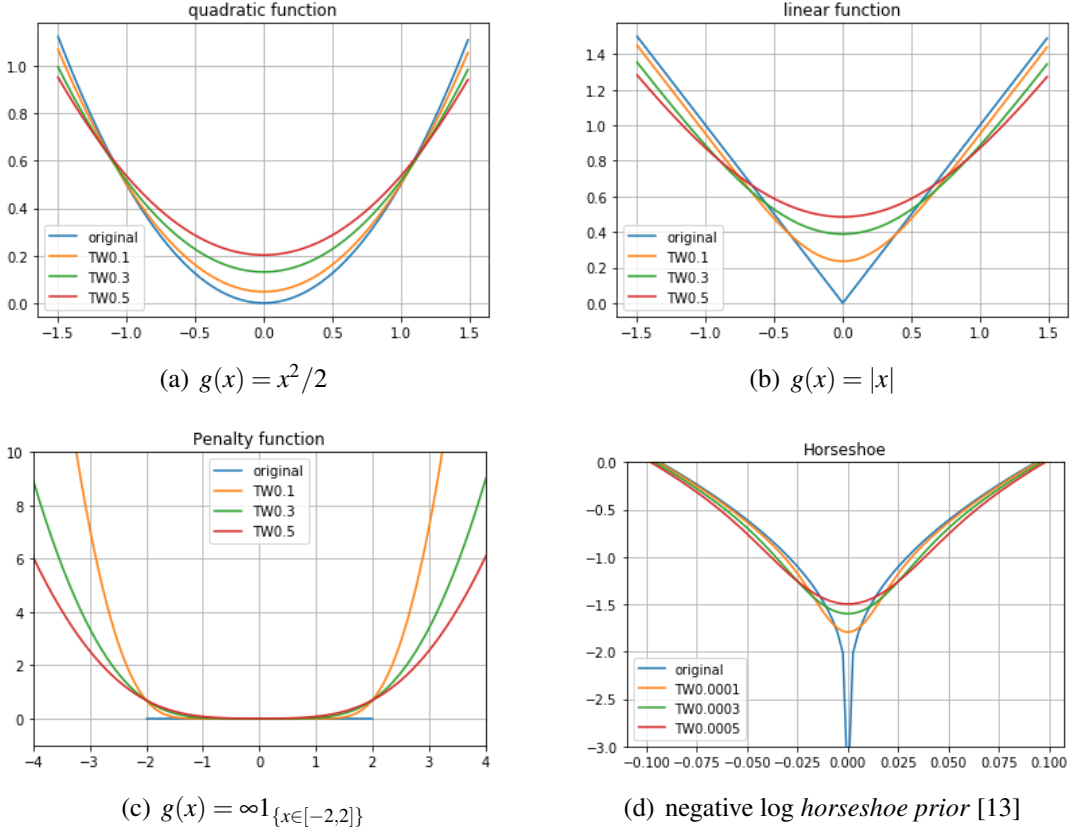 quadratic function
1.0
0.8
0.6
0.4
0.2
0.0
original
TW0.1
TW0.3
TW0.5
−1.5 −1.0 −0.5 0.0 0.5 1.0 1.5
(a) g(x) = x²/2
linear function
1.4
1.2
1.0
0.8
0.6
0.4
0.2
0.0
original
TW0.1
TW0.3
TW0.5
−1.5 −1.0 −0.5 0.0 0.5 1.0 1.5
(b) g(x) = |x|
Penalty function
10
8
6
4
2
0
original
TW0.1
TW0.3
TW0.5
−4 −3 −2 −1 0 1 2 3 4
(c) g(x) = ∞1_{x∈[−2,2]}
Horseshoe
0.0
−0.5
−1.0
−1.5
−2.0
−2.5
−3.0
original
TW0.0001
TW0.0003
TW0.0005
−0.100 −0.075 −0.050 −0.025 0.000 0.025 0.050 0.075 0.100
(d) negative log horseshoe prior [13]